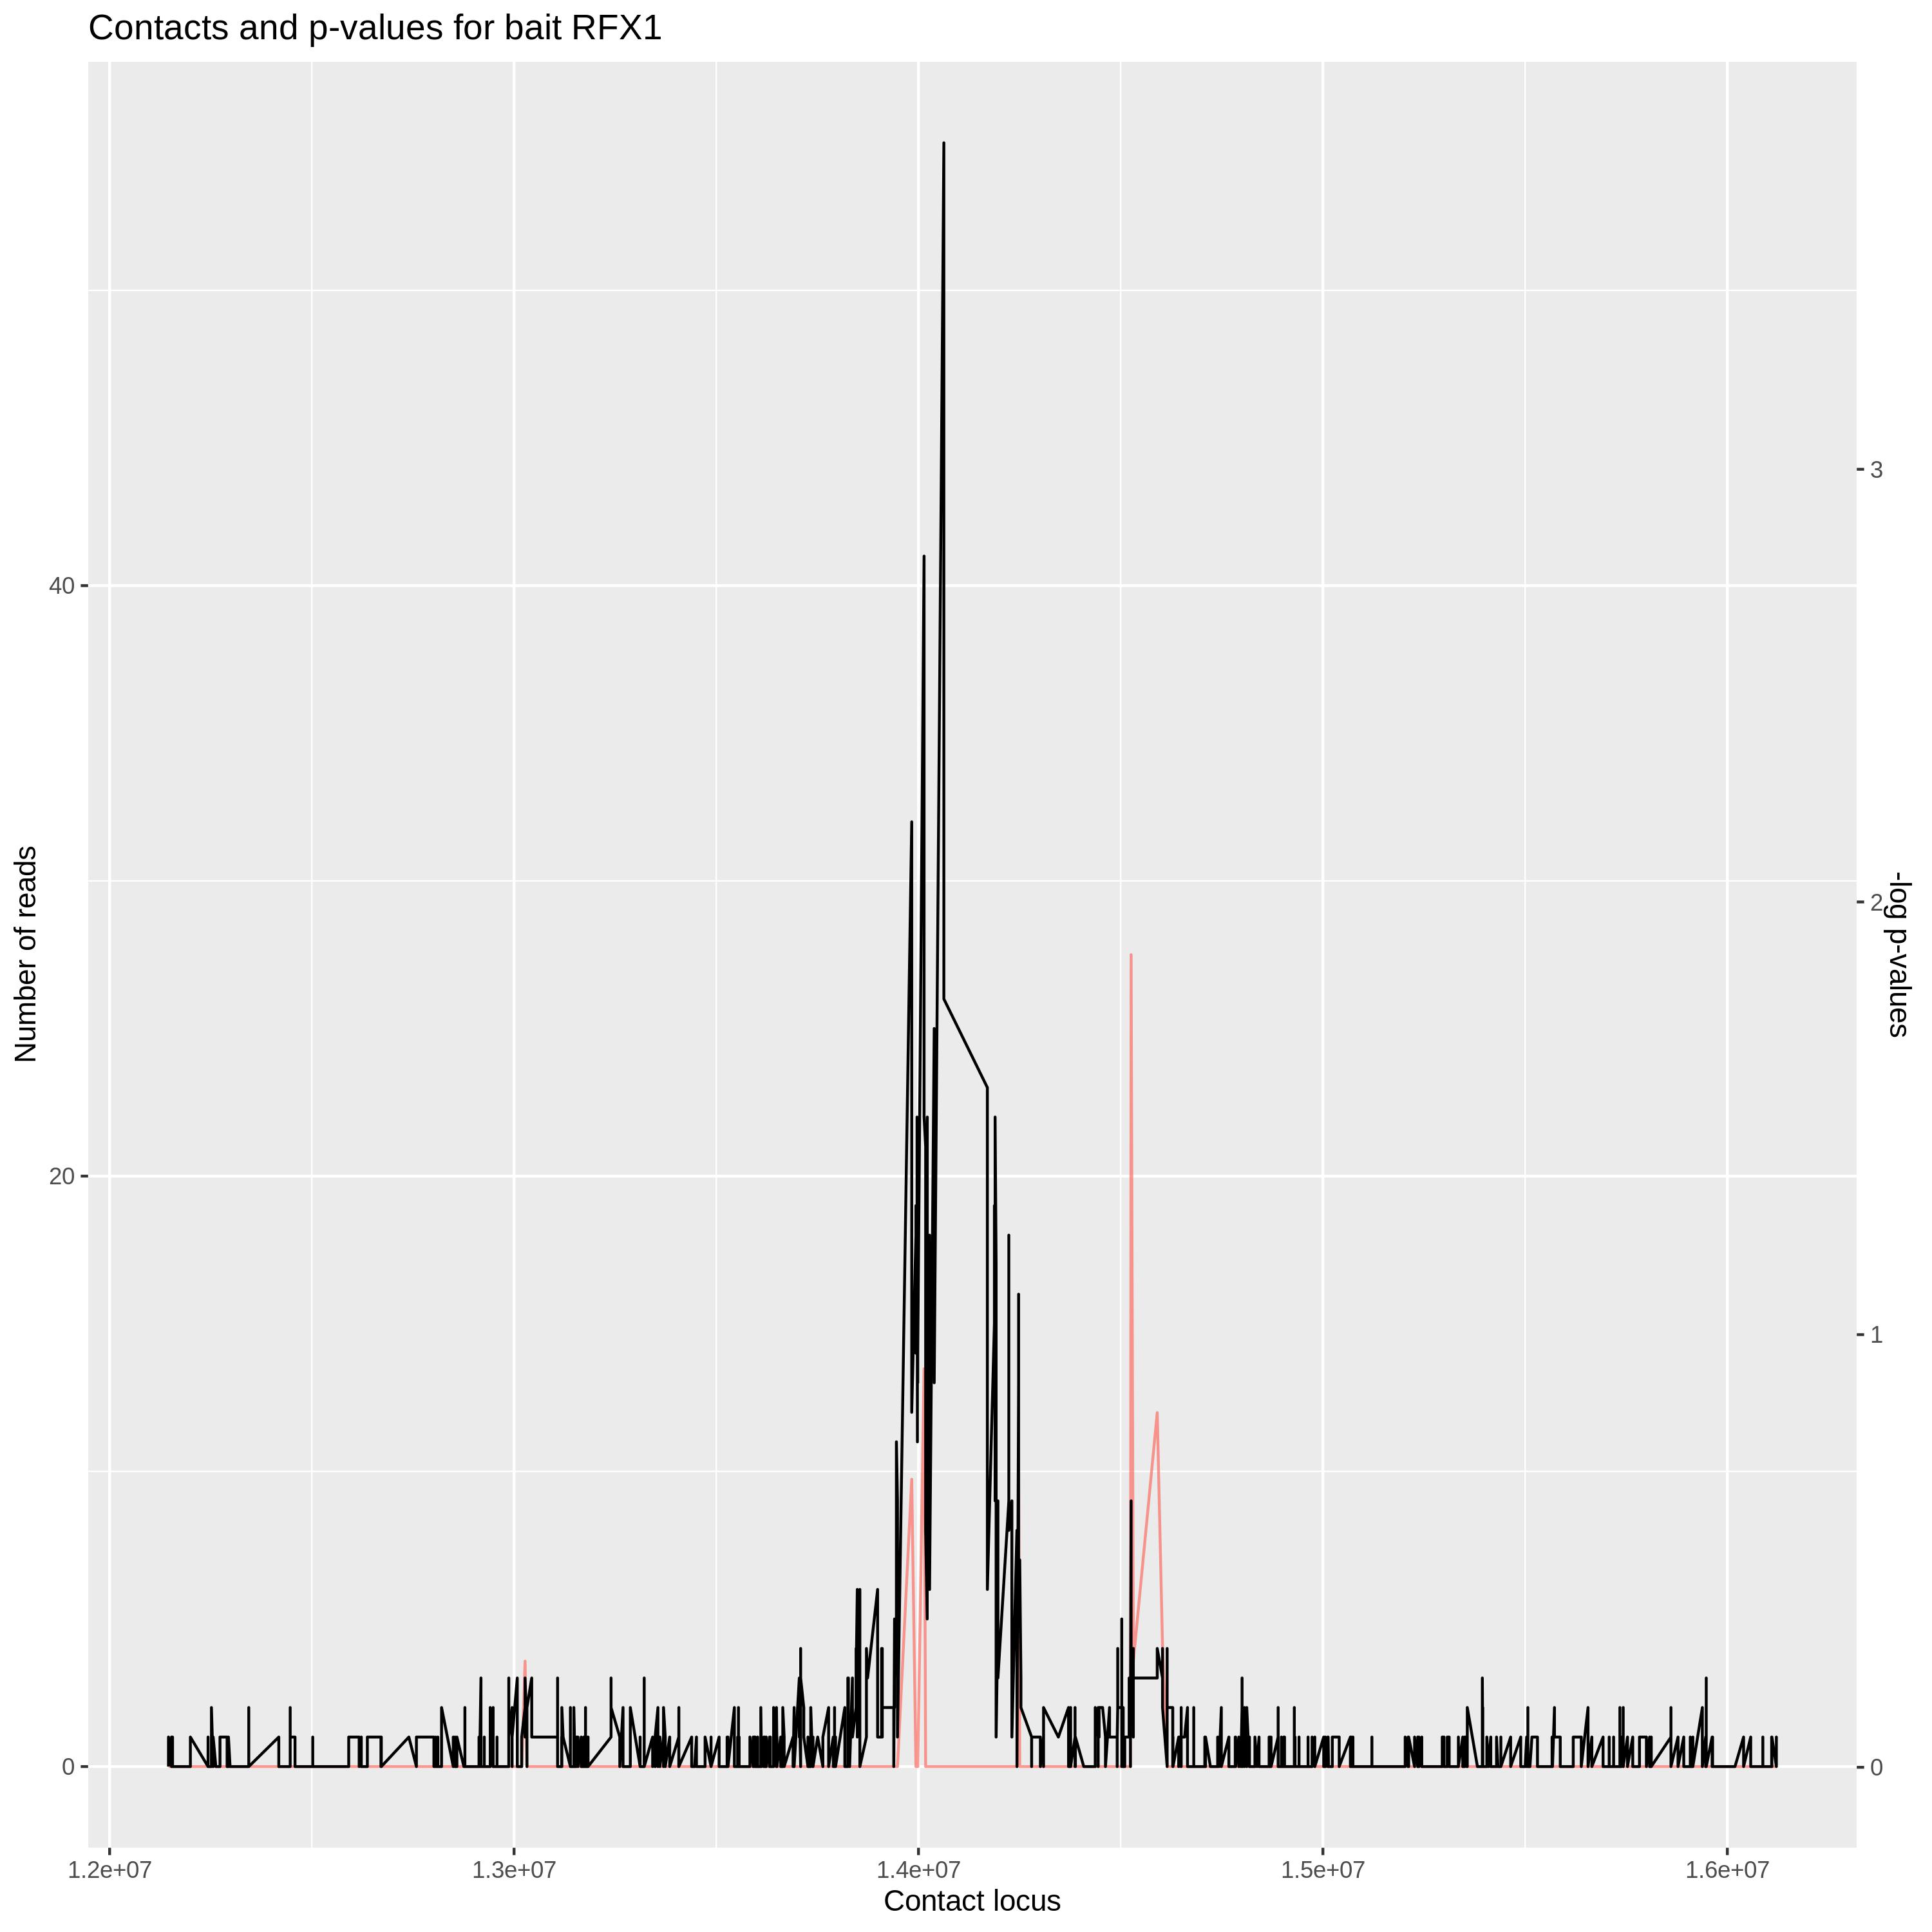 Contacts and p-values for bait RFX1
Number of reads
40
20
0
3
2
1
0
-log p-values
1.2e+07 1.3e+07 1.4e+07 1.5e+07 1.6e+07
Contact locus